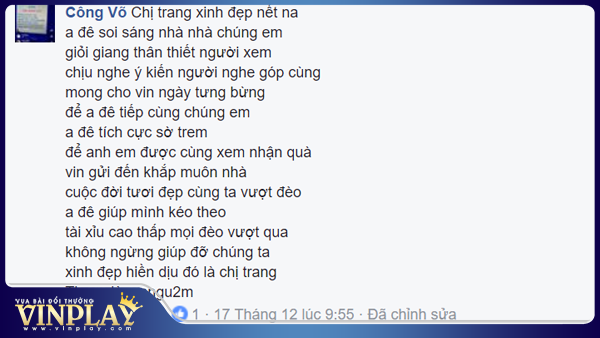 Công Võ Chị trang xinh đẹp nết na
a đê soi sáng nhà nhà chúng em
giỏi giang thân thiết người xem
chịu nghe ý kiến người nghe góp cùng
mong cho vin ngày tưng bừng
để a đê tiếp cùng chúng em
a đê tích cực sờ trem
để anh em được cùng xem nhận quà
vin gửi đến khắp muôn nhà
cuộc đời tươi đẹp cùng ta vượt đèo
a đê giúp mình kéo theo
tài xỉu cao thấp mọi đèo vượt qua
không ngừng giúp đỡ chúng ta
xinh đẹp hiền dịu đó là chị trang
ngu2m
1 · 17 Tháng 12 lúc 9:55 · Đã chỉnh sửa
VUA BÀI ĐỔI THƯỞNG
VINPLAY
www.vinplay.com